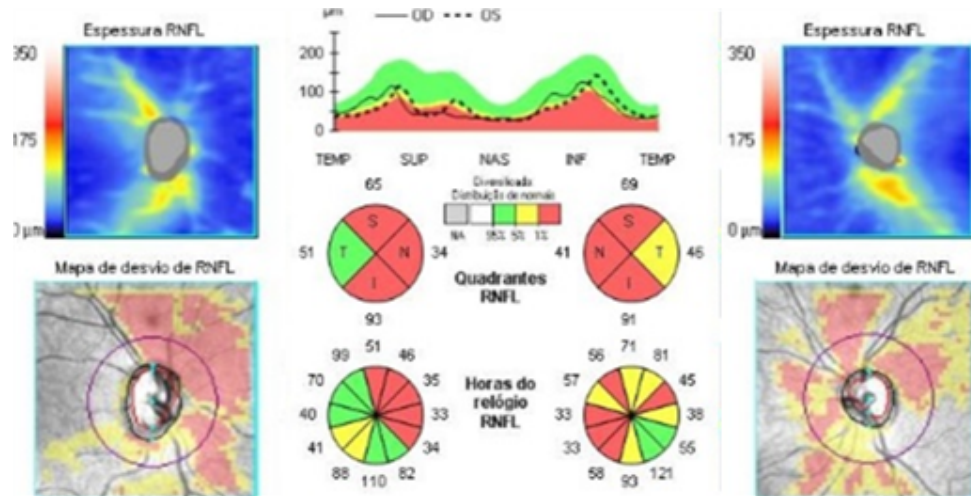 Espessura RNFL
350
175
0 µm
Mapa de desvio de RNFL
µm
OD
OS
200
100
0
TEMP
SUP
NAS
INF
TEMP
Diversificada
Distribuição de normais
NA
95%
5%
1%
65
51
S
T
N
I
34
93
Quadrantes
RNFL
69
41
S
N
T
I
46
91
51
99
46
70
35
40
33
41
34
88
82
110
Horas do
relógio
RNFL
71
56
81
57
45
33
38
33
55
58
121
93
Espessura RNFL
350
175
0 µm
Mapa de desvio de RNFL